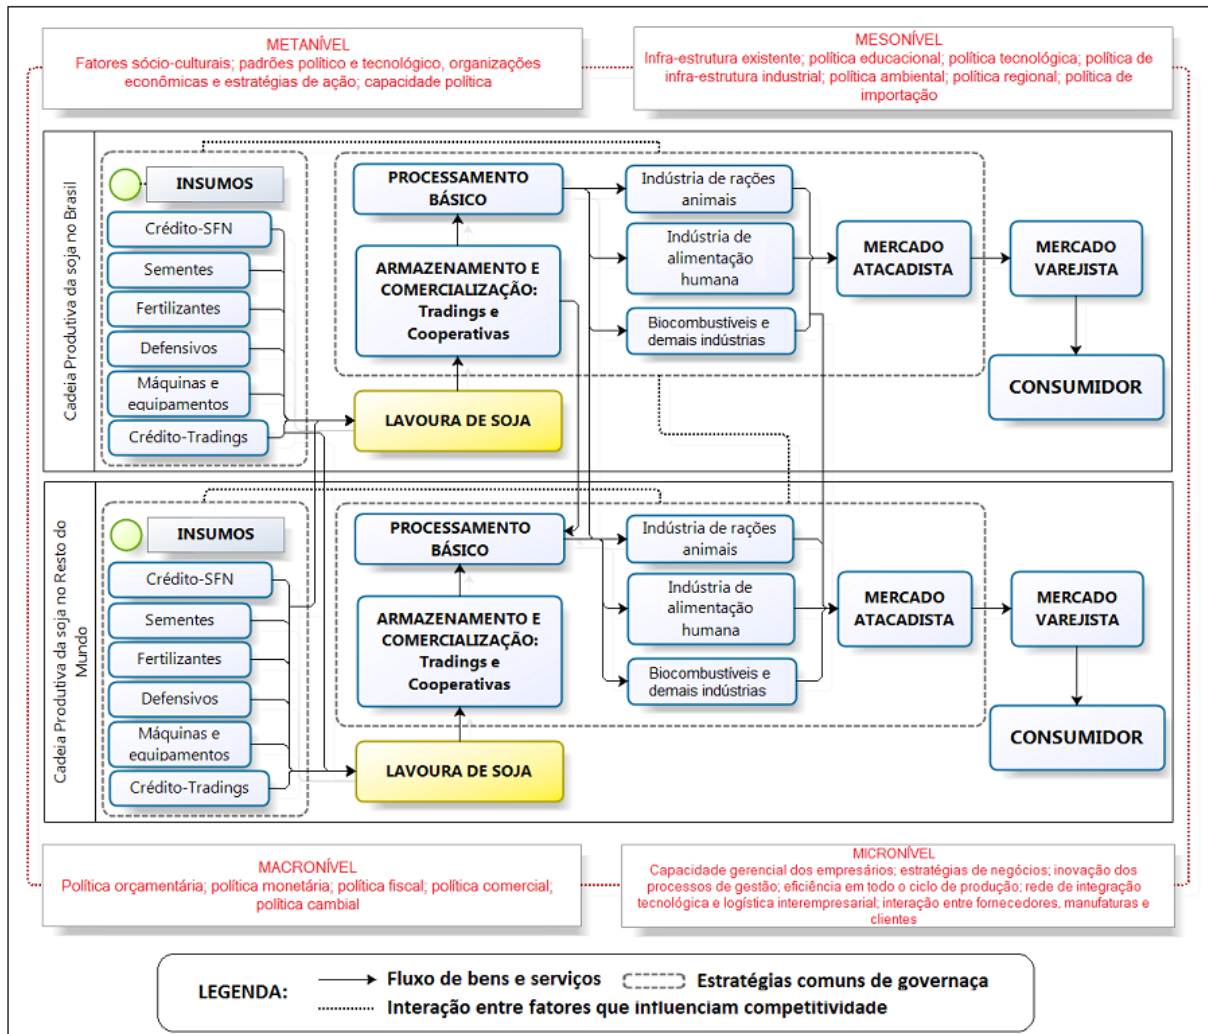 METANÍVEL
Fatores sócio-culturais; padrões político e tecnológico, organizações
econômicas e estratégias de ação; capacidade política
MESONÍVEL
Infra-estrutura existente; política educacional; política tecnológica; política de
infra-estrutura industrial; política ambiental; política regional; política de
importação
Cadeia Produtiva da soja no Brasil
INSUMOS
Crédito-SFN
Sementes
Fertilizantes
Defensivos
Máquinas e
equipamentos
Crédito-Tradings
PROCESSAMENTO
BÁSICO
ARMAZENAMENTO E
COMERCIALIZAÇÃO:
Tradings e
Cooperativas
LAVOURA DE SOJA
Indústria de rações
animais
Indústria de
alimentação
humana
Biocombustíveis e
demais indústrias
MERCADO
ATACADISTA
MERCADO
VAREJISTA
CONSUMIDOR
Cadeia Produtiva da soja no Resto do
Mundo
INSUMOS
Crédito-SFN
Sementes
Fertilizantes
Defensivos
Máquinas e
equipamentos
Crédito-Tradings
PROCESSAMENTO
BÁSICO
ARMAZENAMENTO E
COMERCIALIZAÇÃO:
Tradings e
Cooperativas
LAVOURA DE SOJA
Indústria de rações
animais
Indústria de
alimentação
humana
Biocombustíveis e
demais indústrias
MERCADO
ATACADISTA
MERCADO
VAREJISTA
CONSUMIDOR
MACRONÍVEL
Política orçamentária; política monetária; política fiscal; política comercial;
política cambial
MICRONÍVEL
Capacidade gerencial dos empresários; estratégias de negócios; inovação dos
processos de gestão; eficiência em todo o ciclo de produção; rede de integração
tecnológica e logística interempresarial; interação entre fornecedores, manufaturas e
clientes
LEGENDA:
Fluxo de bens e serviços
Estratégias comuns de governaça
Interação entre fatores que influenciam competitividade